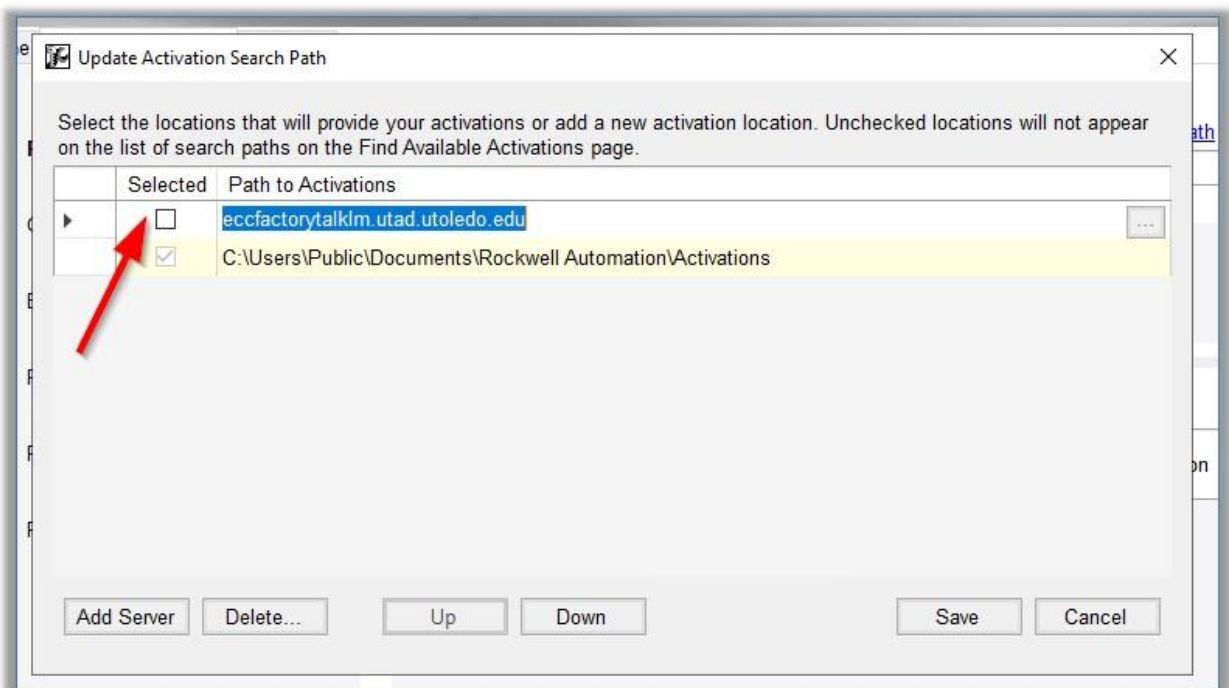 Update Activation Search Path
Select the locations that will provide your activations or add a new activation location. Unchecked locations will not appear
on the list of search paths on the Find Available Activations page.
ath
Selected Path to Activations
eccfactorytalklm.utad.utoledo.edu
...
C:\Users\Public\Documents\Rockwell Automation\Activations
on
Add Server Delete... Up Down Save Cancel